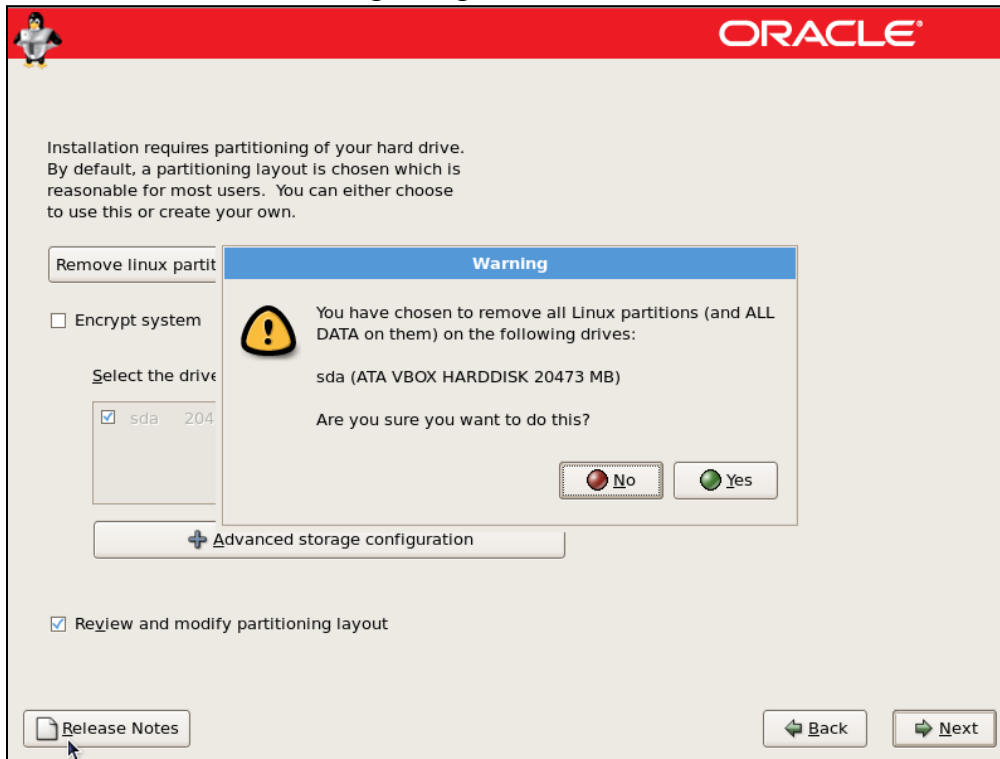 ORACLE®
Installation requires partitioning of your hard drive.
By default, a partitioning layout is chosen which is
reasonable for most users. You can either choose
to use this or create your own.
Remove linux partit
Warning
You have chosen to remove all Linux partitions (and ALL
DATA on them) on the following drives:
sda (ATA VBOX HARDDISK 20473 MB)
Are you sure you want to do this?
No
Yes
Encrypt system
Select the drive
sda 204
Advanced storage configuration
Review and modify partitioning layout
Release Notes
Back
Next